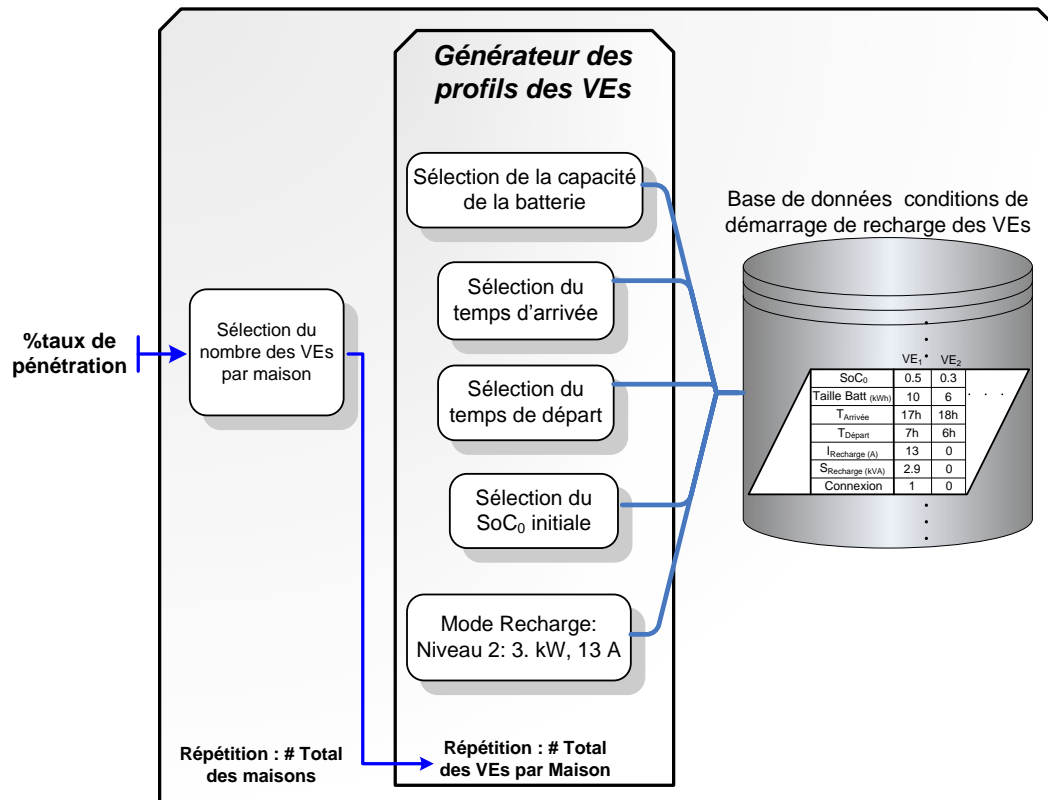 Générateur des
profils des VEs
Sélection de la capacité
de la batterie
Sélection du
temps d'arrivée
Sélection du
temps de départ
Sélection du
SoC₀ initiale
Mode Recharge:
Niveau 2: 3. kW, 13 A
Répétition : # Total
des VEs par Maison
%taux de
pénétration
Sélection du
nombre des VEs
par maison
Répétition : # Total
des maisons
Base de données conditions de
démarrage de recharge des VEs
VE₁ VE₂
SoC₀ 0.5 0.3
Taille Batt (kWh) 10 6 . . .
T Arrivée 17h 18h
T Départ 7h 6h
I Recharge (A) 13 0
S Recharge (kVA) 2.9 0
Connexion 1 0